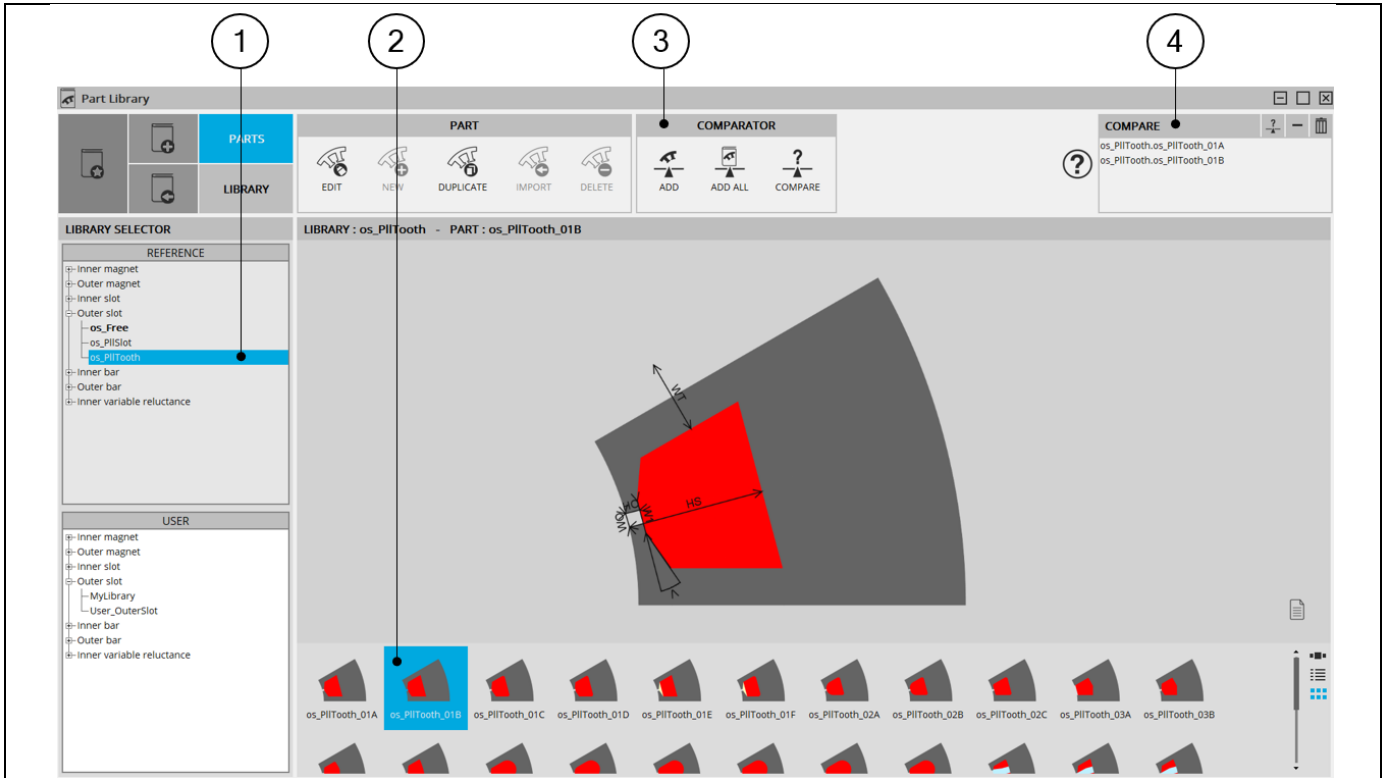 1
2
3
4
Part Library
PARTS
LIBRARY
PART
EDIT
NEW
DUPLICATE
IMPORT
DELETE
COMPARATOR
ADD
ADD ALL
?
COMPARE
?
COMPARE
?
os_PllTooth.os_PllTooth_01A
os_PllTooth.os_PllTooth_01B
LIBRARY SELECTOR
REFERENCE
Inner magnet
Outer magnet
Inner slot
Outer slot
os_Free
os_PllSlot
os_PllTooth
Inner bar
Outer bar
Inner variable reluctance
USER
Inner magnet
Outer magnet
Inner slot
Outer slot
MyLibrary
User_OuterSlot
Inner bar
Outer bar
Inner variable reluctance
LIBRARY : os_PllTooth - PART : os_PllTooth_01B
WT
HS
HO
WO
W1
os_PllTooth_01A
os_PllTooth_01B
os_PllTooth_01C
os_PllTooth_01D
os_PllTooth_01E
os_PllTooth_01F
os_PllTooth_02A
os_PllTooth_02B
os_PllTooth_02C
os_PllTooth_03A
os_PllTooth_03B